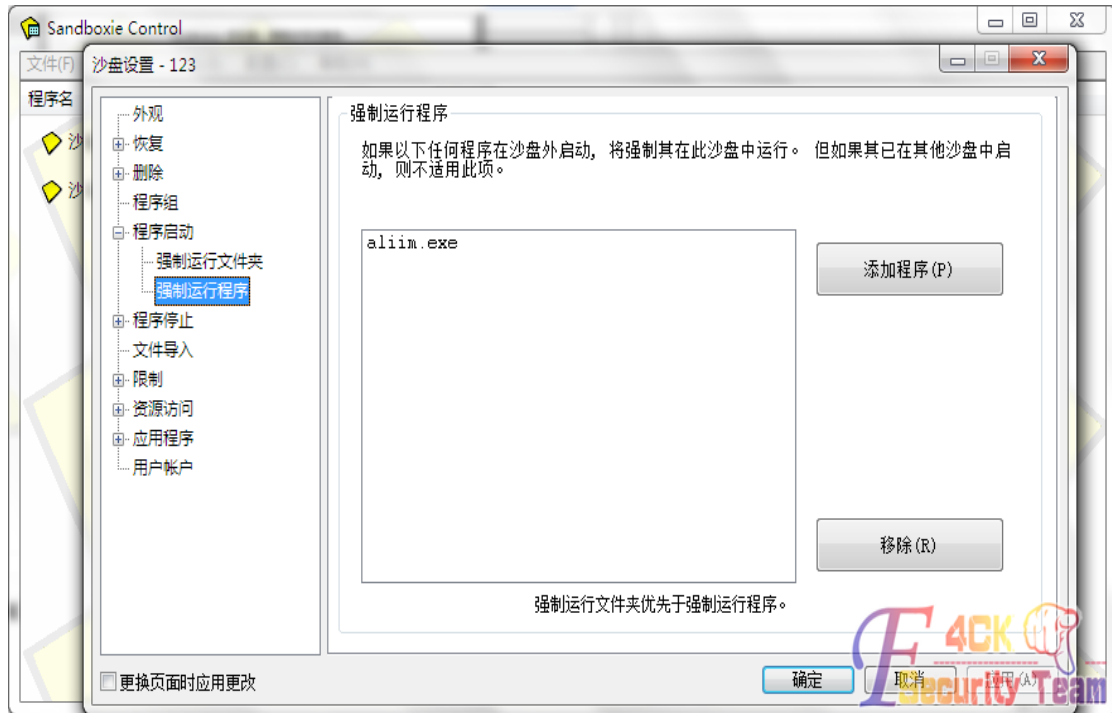 Sandboxie Control
文件(F)
沙盘设置 - 123
程序名
沙
沙
外观
恢复
删除
程序组
程序启动
强制运行文件夹
强制运行程序
程序停止
文件导入
限制
资源访问
应用程序
用户帐户
强制运行程序
如果以下任何程序在沙盘外启动, 将强制其在此沙盘中运行。 但如果其已在其他沙盘中启
动, 则不适用此项。
aliim.exe
添加程序(P)
移除(R)
强制运行文件夹优先于强制运行程序。
更换页面时应用更改
确定
取消
应用(A)
F4CK
Security Team